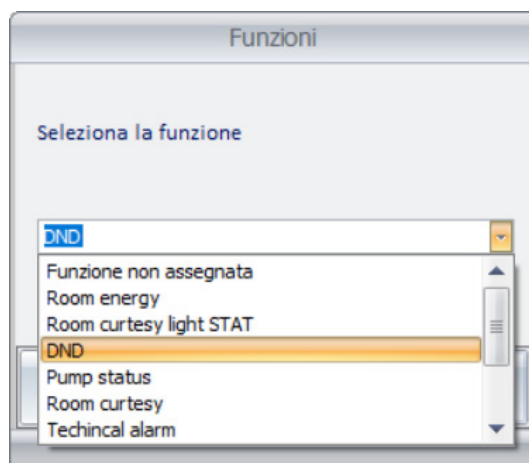 Funzioni
Seleziona la funzione
DND
Funzione non assegnata
Room energy
Room curtesy light STAT
DND
Pump status
Room curtesy
Techincal alarm